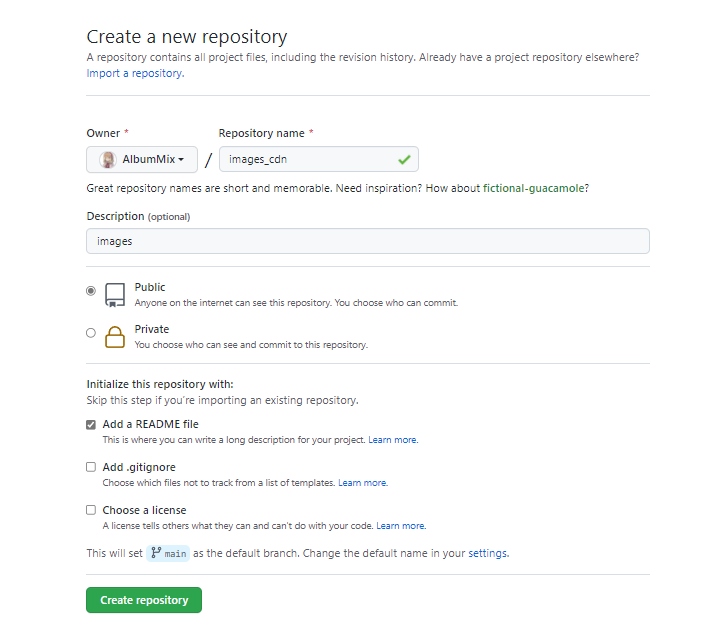 Create a new repository
A repository contains all project files, including the revision history. Already have a project repository elsewhere?
Import a repository.
Owner * Repository name *
AlbumMix / images_cdn
Great repository names are short and memorable. Need inspiration? How about fictional-guacamole?
Description (optional)
images
Public
Anyone on the internet can see this repository. You choose who can commit.
Private
You choose who can see and commit to this repository.
Initialize this repository with:
Skip this step if you're importing an existing repository.
Add a README file
This is where you can write a long description for your project. Learn more.
Add .gitignore
Choose which files not to track from a list of templates. Learn more.
Choose a license
A license tells others what they can and can't do with your code. Learn more.
This will set main as the default branch. Change the default name in your settings.
Create repository